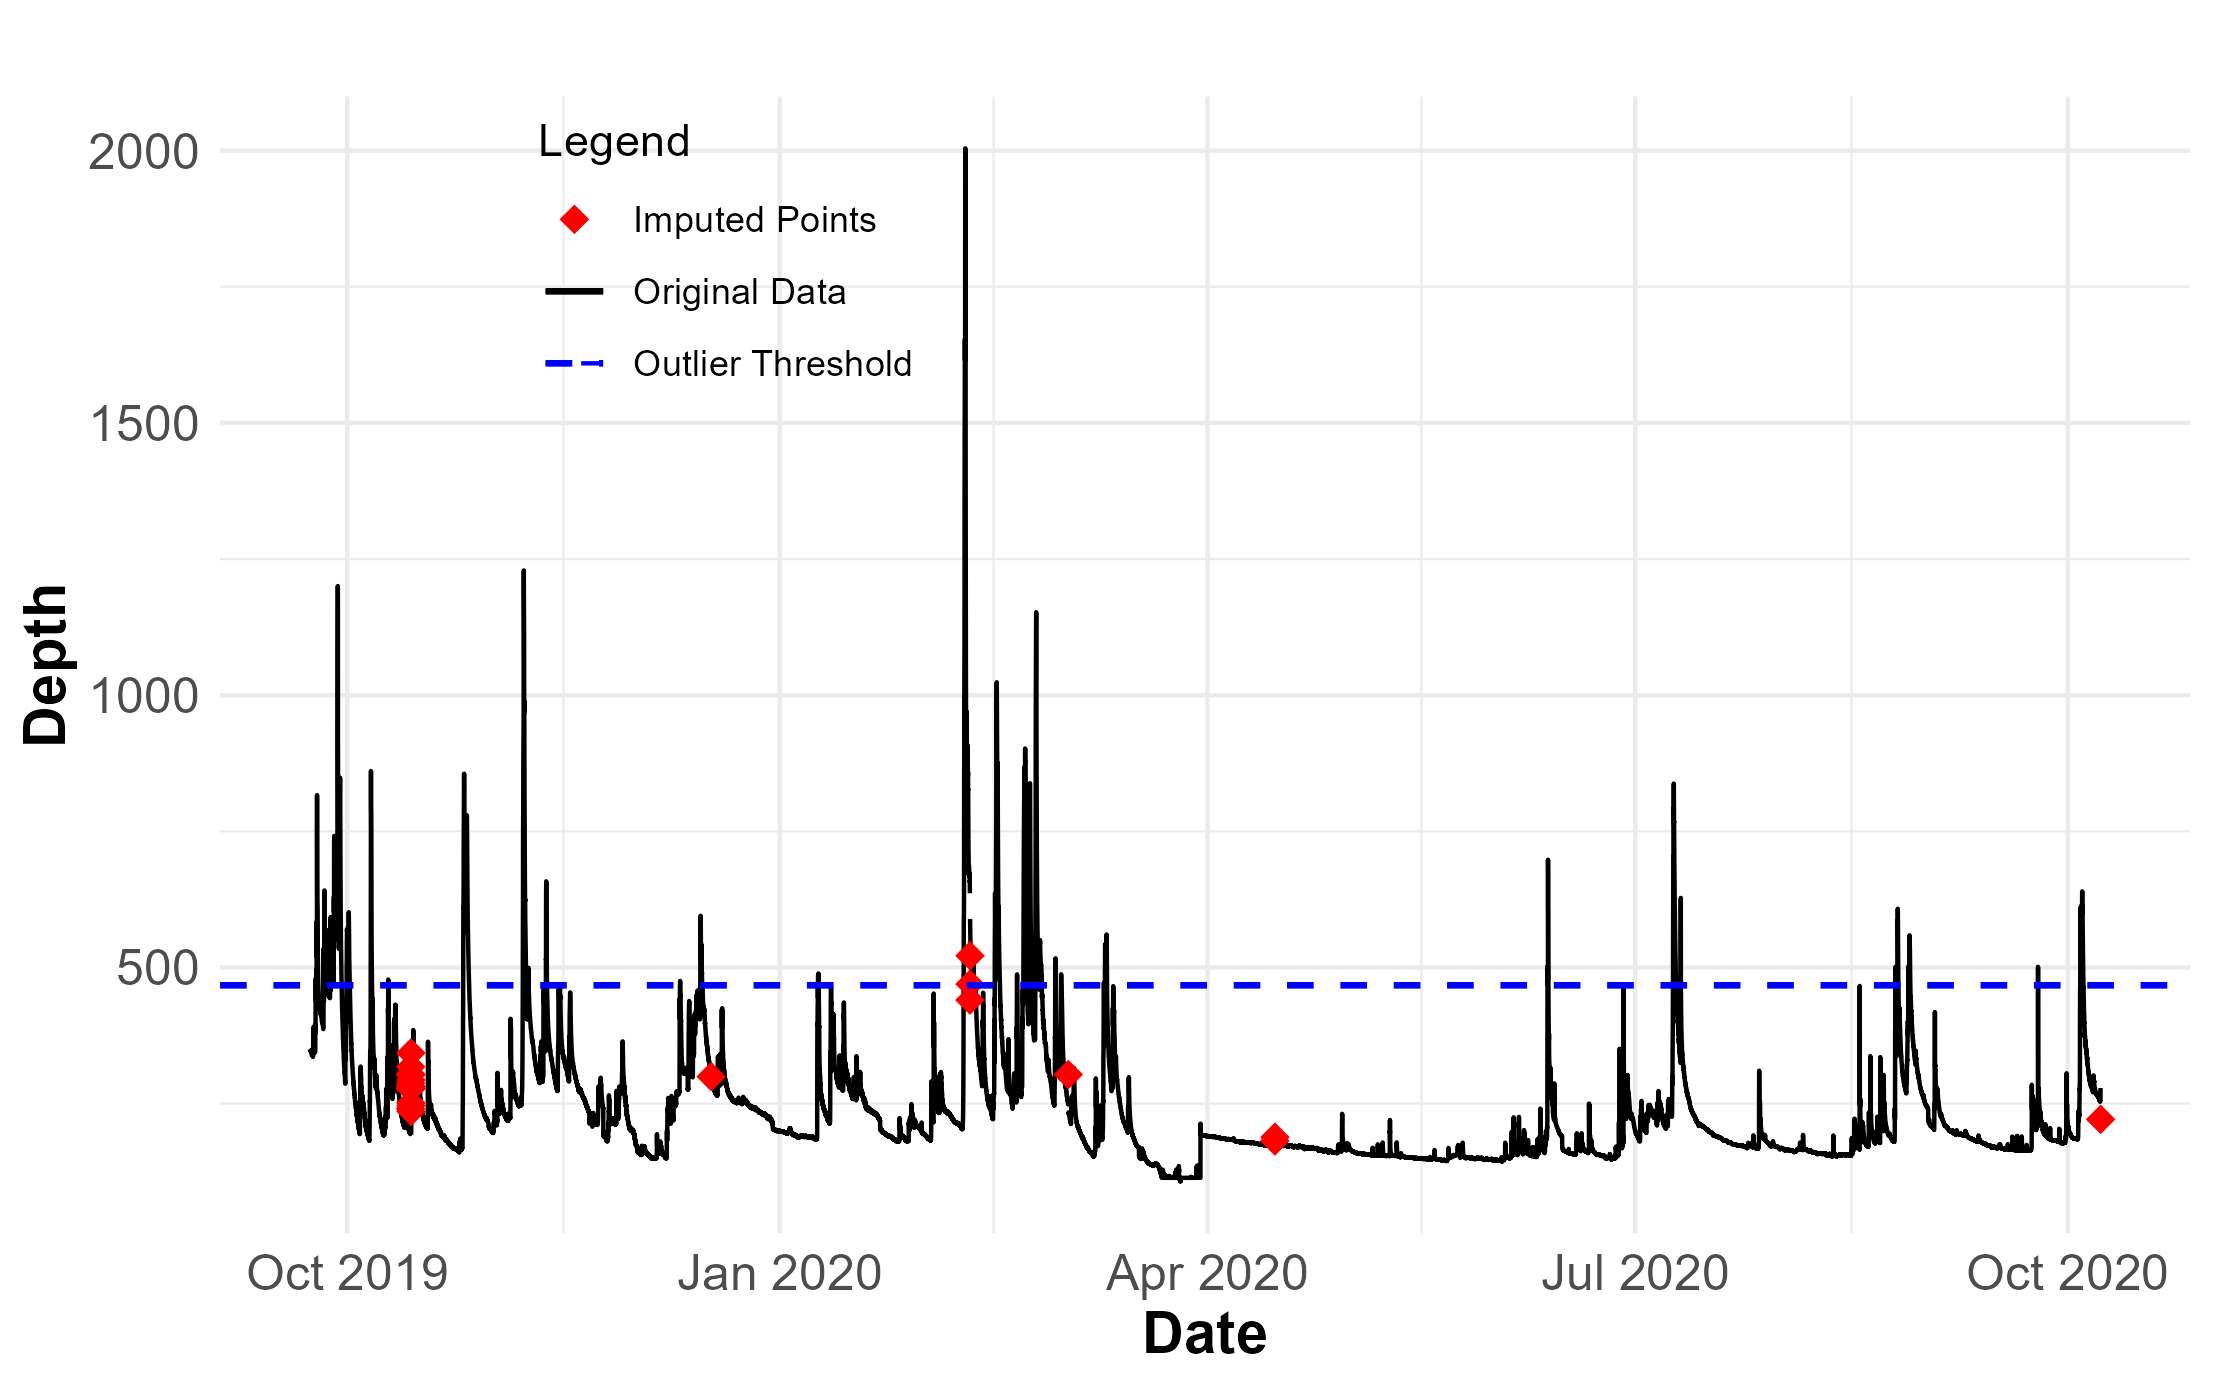 Legend
Imputed Points
Original Data
Outlier Threshold
Depth
2000
1500
1000
500
Oct 2019
Jan 2020
Apr 2020
Jul 2020
Oct 2020
Date